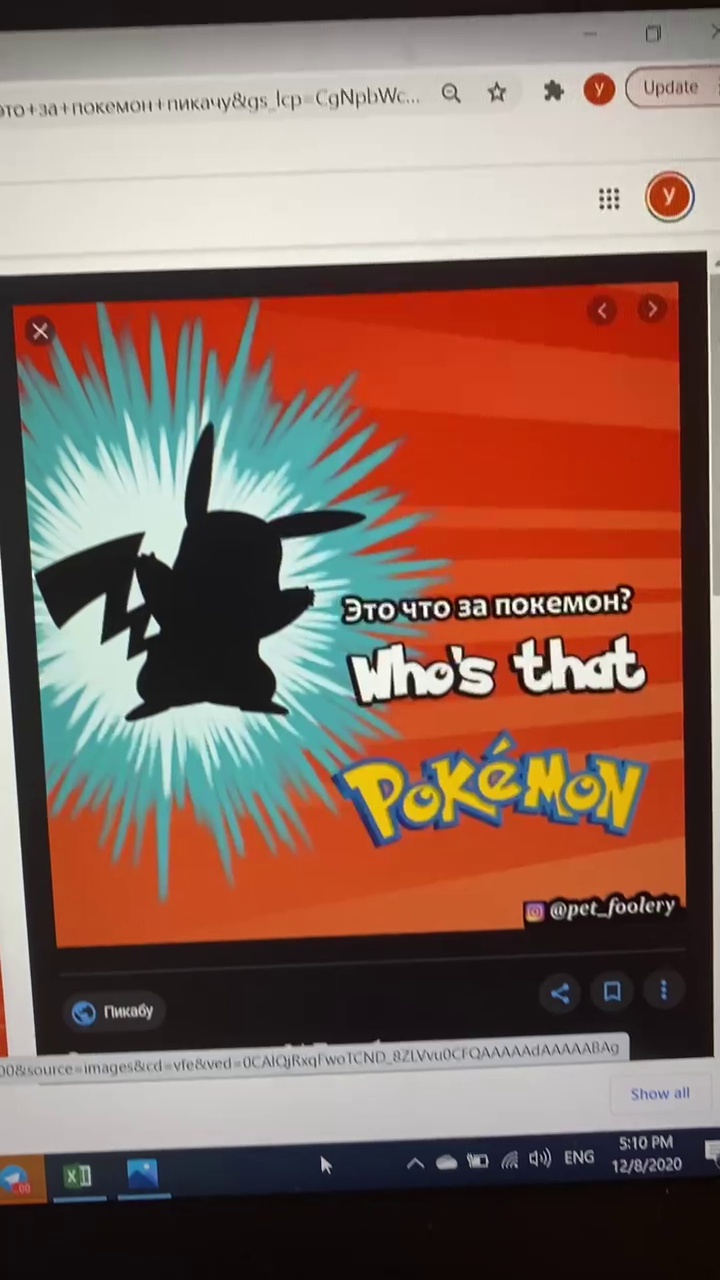 это+за+покемон+пикачу&gs_lcp=CgNpbWc...
y
Update
y
Это что за покемон?
Who's that
POKéMON
@pet_foolery
Пикабу
00&source=images&cd=vfe&ved=0CAIQjRxqFwoTCND_8ZLVvu0CFQAAAAAdAAAAABAg
Show all
ENG
5:10 PM
12/8/2020